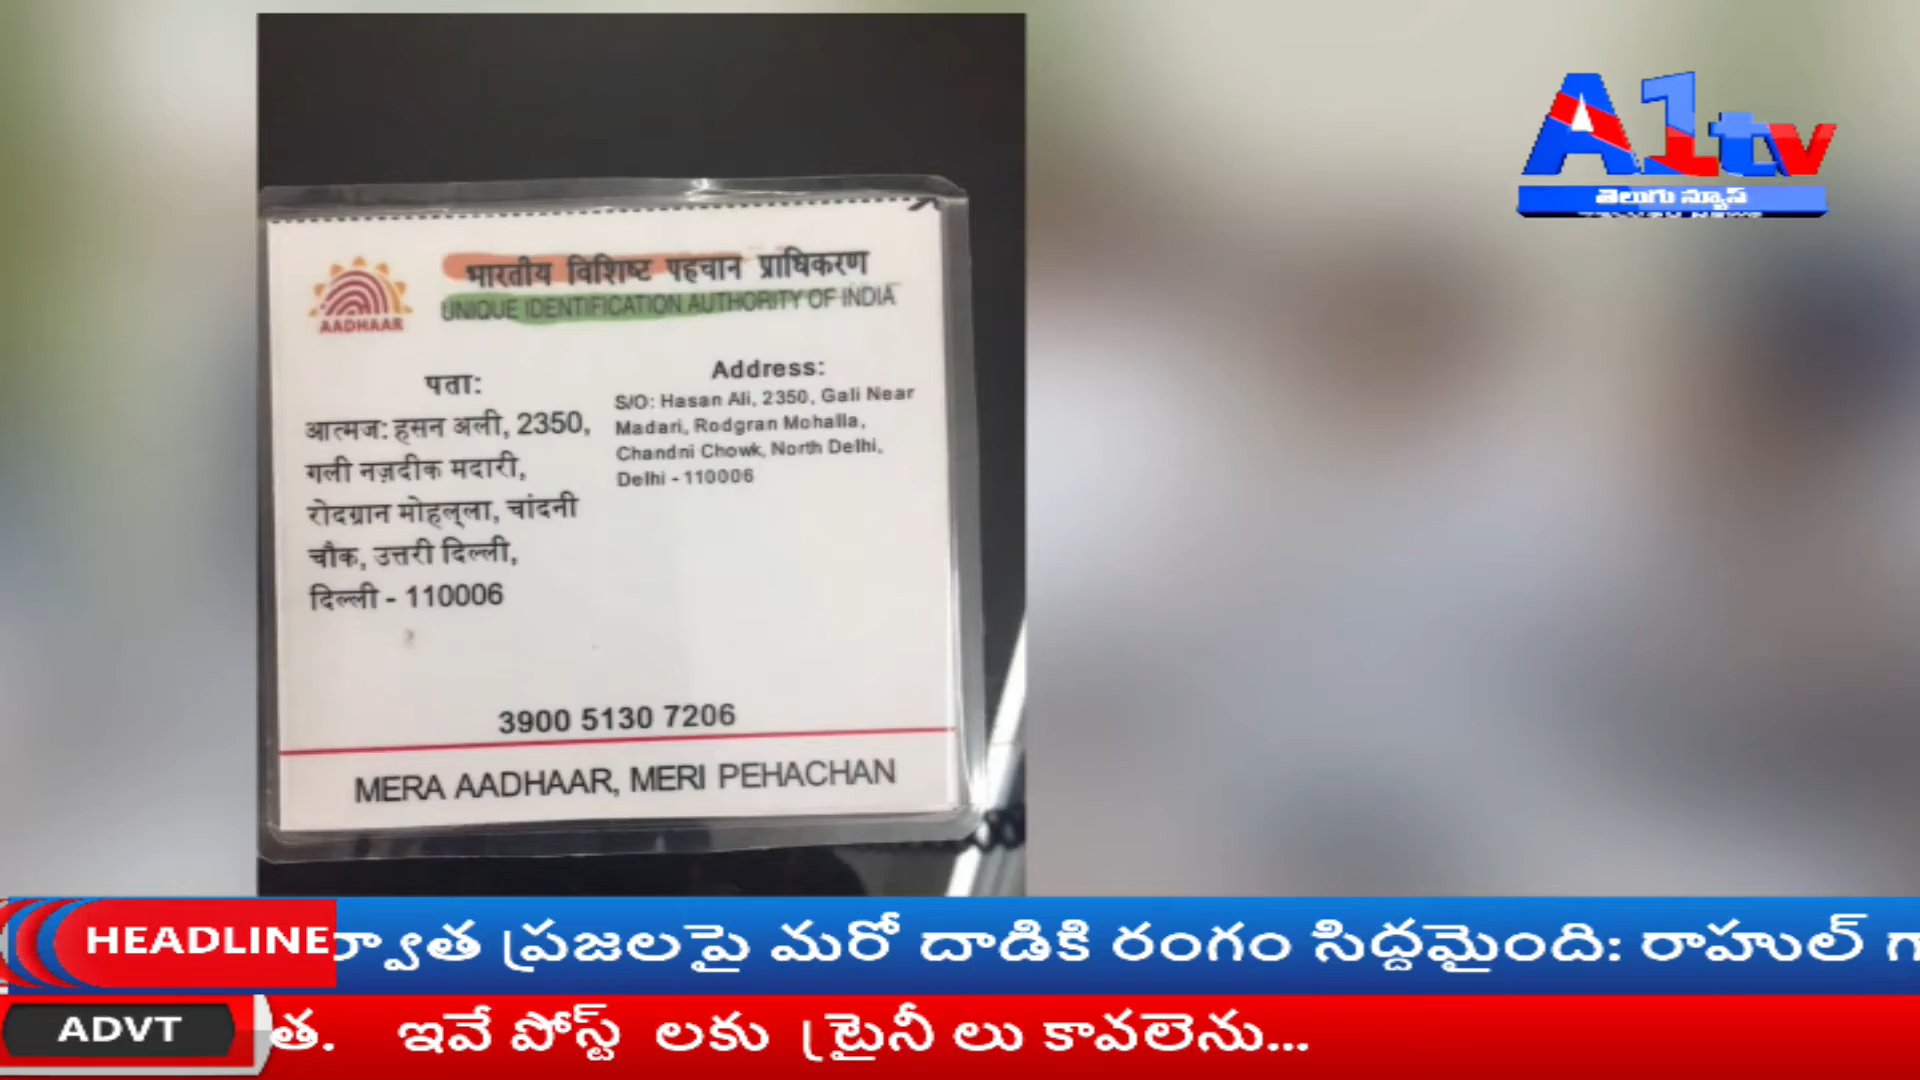 A1tv
తెలుగు న్యూస్
भारतीय विशिष्ट पहचान प्राधिकरण
UNIQUE IDENTIFICATION AUTHORITY OF INDIA
AADHAAR
पता:
आत्मज: हसन अली, 2350,
गली नज़दीक मदारी,
रोदग्रान मोहल्ला, चांदनी
चौक, उत्तरी दिल्ली,
दिल्ली - 110006
Address:
S/O: Hasan Ali, 2350, Gali Near
Madari, Rodgran Mohalla,
Chandni Chowk, North Delhi,
Delhi - 110006
3900 5130 7206
MERA AADHAAR, MERI PEHACHAN
HEADLINE ప్రజలపై మరో దాడికి రంగం సిద్దమైంది: రాహుల్
ADVT త. ఇవే పోస్ట్ లకు ట్రైనీ లు కావలెను...